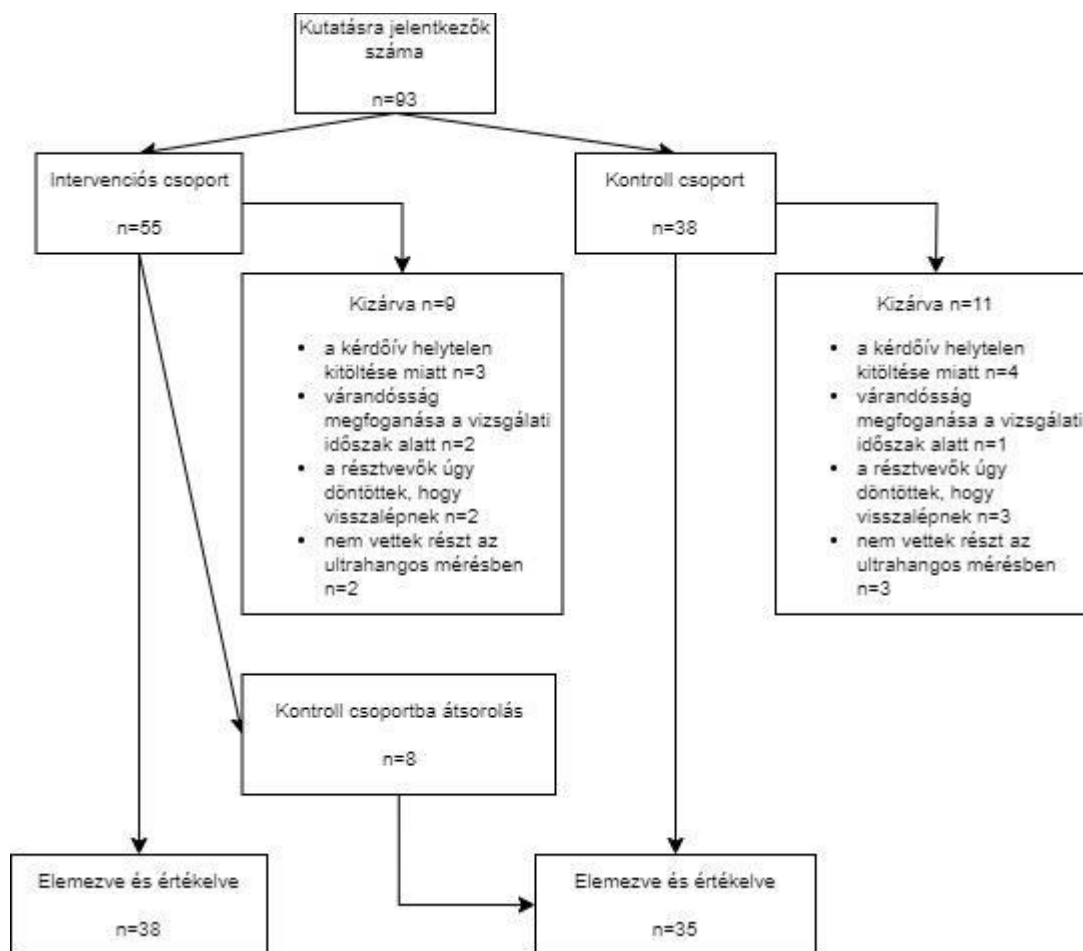 Kutatásra jelentkezők
száma
n=93
Intervenciós csoport
n=55
Kontroll csoport
n=38
Kizárva n=9
• a kérdőív helytelen
kitöltése miatt n=3
• várandósság
megfoganása a vizsgálati
időszak alatt n=2
• a résztvevők úgy
döntöttek, hogy
visszalépnek n=2
• nem vettek részt az
ultrahangos mérésben
n=2
Kizárva n=11
• a kérdőív helytelen
kitöltése miatt n=4
• várandósság
megfoganása a vizsgálati
időszak alatt n=1
• a résztvevők úgy
döntöttek, hogy
visszalépnek n=3
• nem vettek részt az
ultrahangos mérésben
n=3
Kontroll csoportba átsorolás
n=8
Elemezve és értékelve
n=38
Elemezve és értékelve
n=35